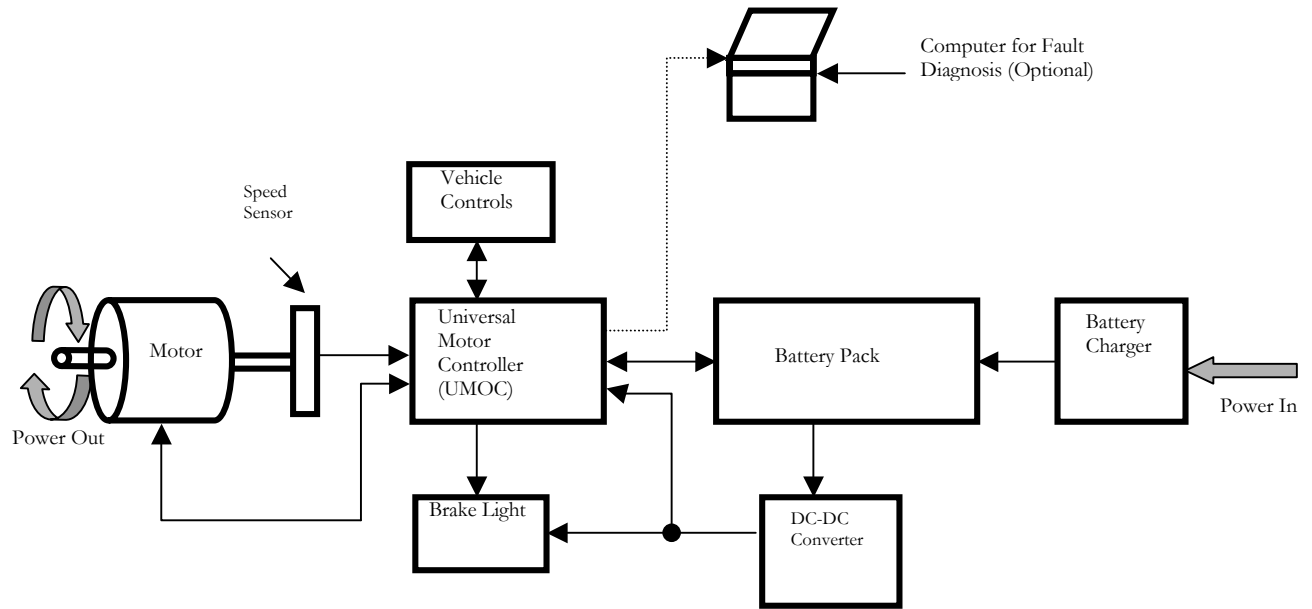 Computer for Fault
Diagnosis (Optional)
Vehicle
Controls
Speed
Sensor
Motor
Universal
Motor
Controller
(UMOC)
Battery Pack
Battery
Charger
Power In
Power Out
Brake Light
DC-DC
Converter